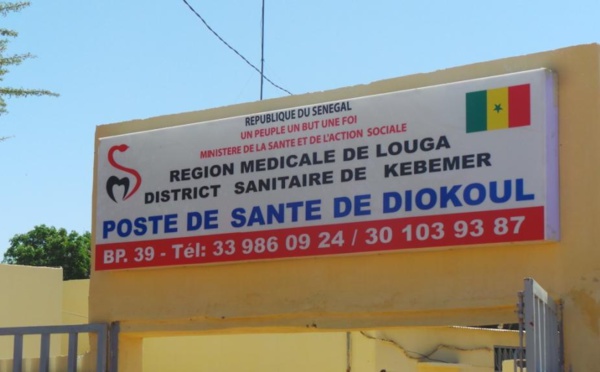 REPUBLIQUE DU SENEGAL
UN PEUPLE UN BUT UNE FOI
MINISTERE DE LA SANTE ET DE L'ACTION SOCIALE
REGION MEDICALE DE LOUGA
DISTRICT SANITAIRE DE KEBEMER
POSTE DE SANTE DE DIOKOUL
BP. 39 - Tél: 33 986 09 24 / 30 103 93 87